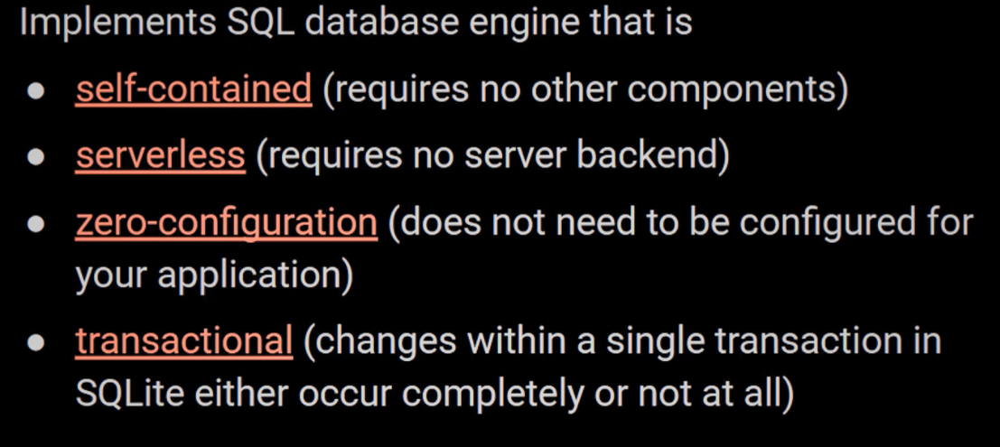 Implements SQL database engine that is
● self-contained (requires no other components)
● serverless (requires no server backend)
● zero-configuration (does not need to be configured for
your application)
● transactional (changes within a single transaction in
SQLite either occur completely or not at all)